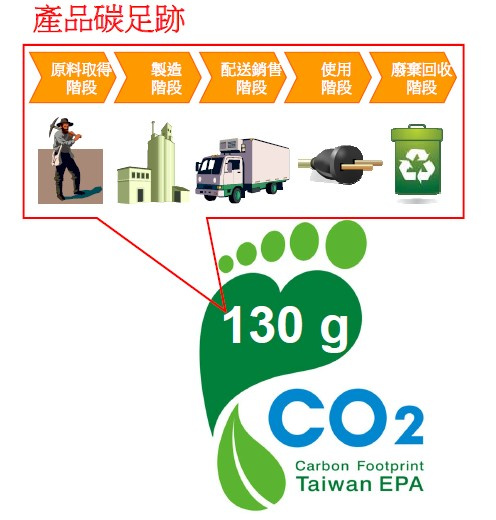 產品碳足跡
原料取得
階段
製造
階段
配送銷售
階段
使用
階段
廢棄回收
階段
130 g
CO2
Carbon Footprint
Taiwan EPA